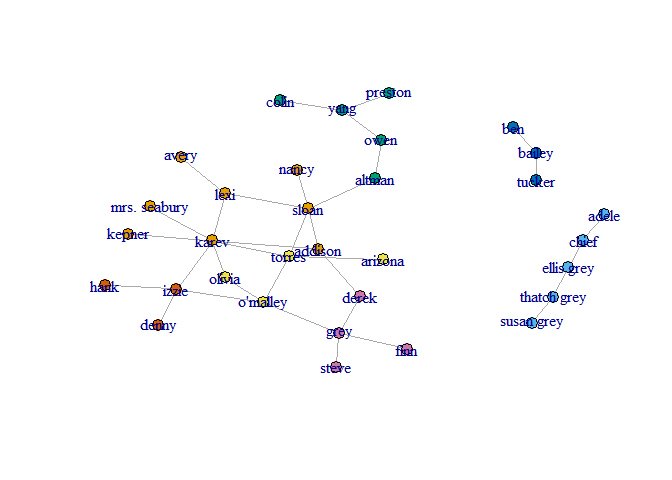 preston
colin
yang
ben
owen
avery
bailey
nancy
altman
tucker
lexi
mrs. seabury
sloan
adele
kepner
karev
addison
chief
torres
arizona
ellis grey
olivia
hank
izzie
o'malley
derek
thatch grey
denny
grey
susan grey
finn
steve